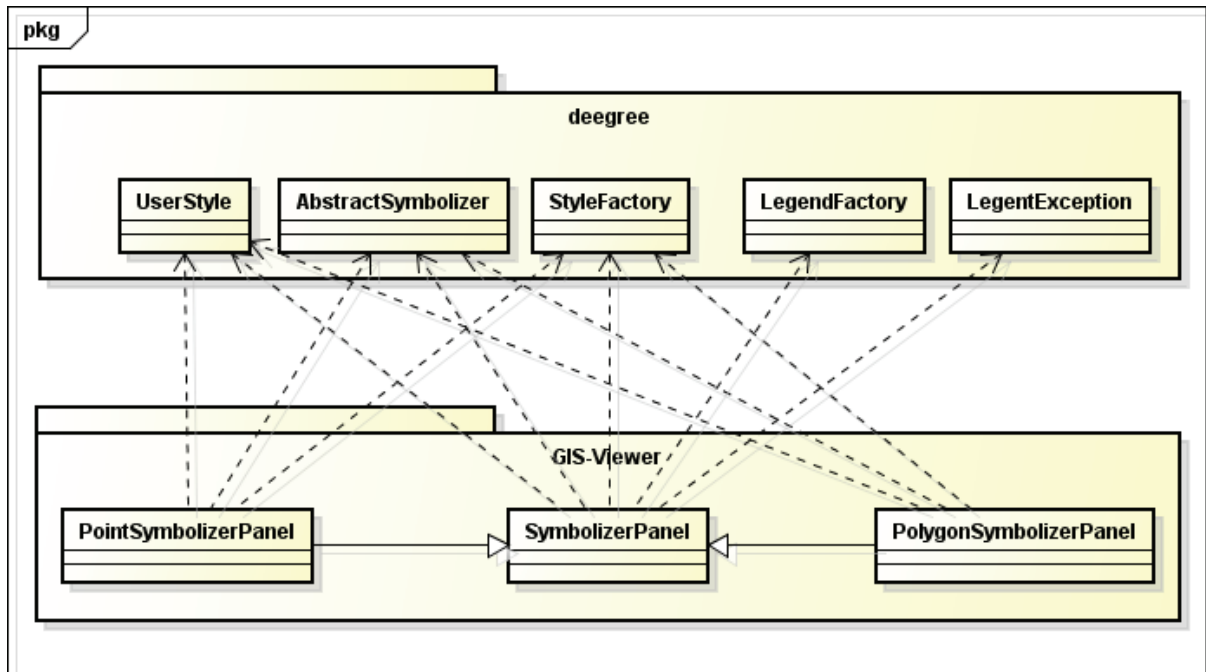 pkg
deegree
UserStyle
AbstractSymbolizer
StyleFactory
LegendFactory
LegentException
GIS-Viewer
PointSymbolizerPanel
SymbolizerPanel
PolygonSymbolizerPanel